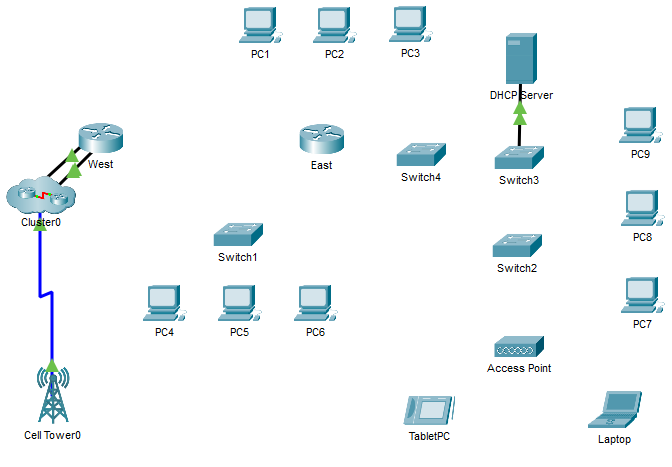 PC1
PC2
PC3
DHCP Server
West
East
Switch4
Switch3
PC9
Cluster0
Switch1
Switch2
PC8
PC4
PC5
PC6
PC7
Access Point
Cell Tower0
TabletPC
Laptop